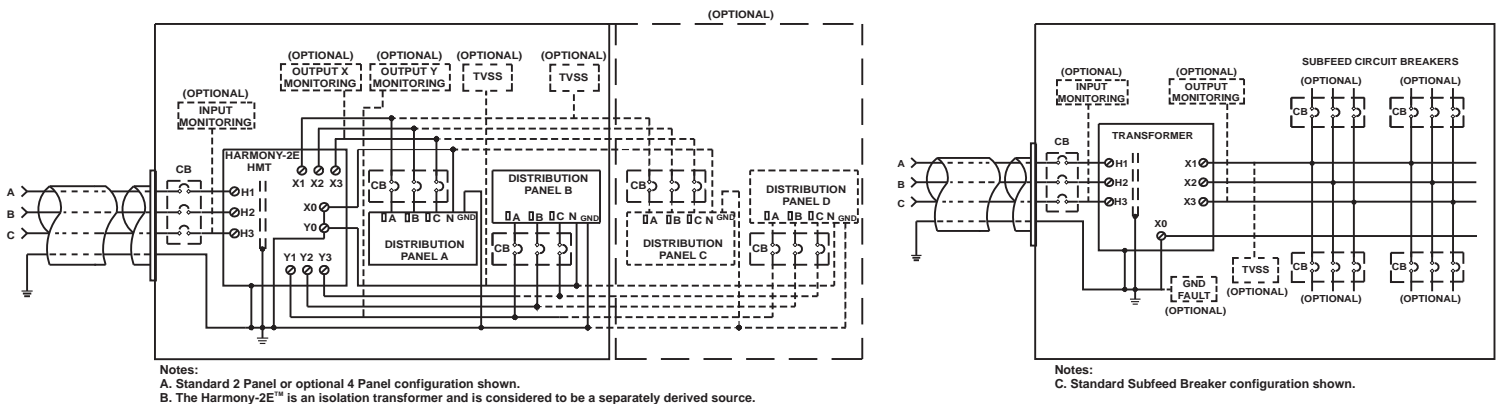 (OPTIONAL)
(OPTIONAL)
OUTPUT X
MONITORING
(OPTIONAL)
OUTPUT Y
MONITORING
(OPTIONAL)
TVSS
(OPTIONAL)
TVSS
(OPTIONAL)
INPUT
MONITORING
CB
HARMONY-2E
HMT
X1 X2 X3
A
B
C
H1
H2
H3
X0
Y0
Y1 Y2 Y3
CB
A B C N GND
DISTRIBUTION
PANEL A
DISTRIBUTION
PANEL B
A B C N GND
CB
CB
A B C N GND
DISTRIBUTION
PANEL C
DISTRIBUTION
PANEL D
A B C N GND
CB
Notes:
A. Standard 2 Panel or optional 4 Panel configuration shown.
B. The Harmony-2E™ is an isolation transformer and is considered to be a separately derived source.
SUBFEED CIRCUIT BREAKERS
(OPTIONAL) (OPTIONAL)
CB CB
(OPTIONAL)
INPUT
MONITORING
(OPTIONAL)
OUTPUT
MONITORING
CB
TRANSFORMER
A
B
C
H1
H2
H3
X1
X2
X3
X0
TVSS
(OPTIONAL)
GND
FAULT
(OPTIONAL)
CB CB
(OPTIONAL) (OPTIONAL)
Notes:
C. Standard Subfeed Breaker configuration shown.